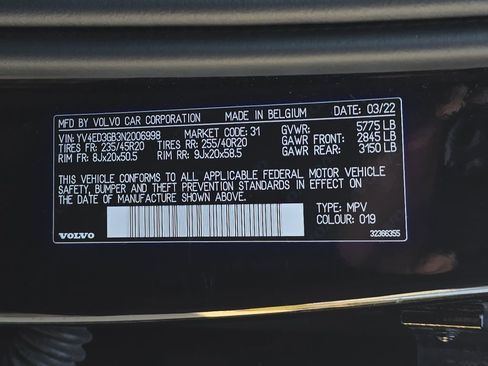 MFD BY VOLVO CAR CORPORATION MADE IN BELGIUM DATE: 03/22
VIN: YV4ED3GB3N2006998 MARKET CODE: 31 GVWR: 5775 LB
TIRES FR: 235/45R20 TIRES RR: 255/40R20 GAWR FRONT: 2845 LB
RIM FR: 8Jx20x50.5 RIM RR: 9Jx20x58.5 GAWR REAR: 3150 LB
THIS VEHICLE CONFORMS TO ALL APPLICABLE FEDERAL MOTOR VEHICLE
SAFETY, BUMPER AND THEFT PREVENTION STANDARDS IN EFFECT ON
THE DATE OF MANUFACTURE SHOWN ABOVE.
TYPE: MPV
COLOUR: 019
VOLVO 32366355